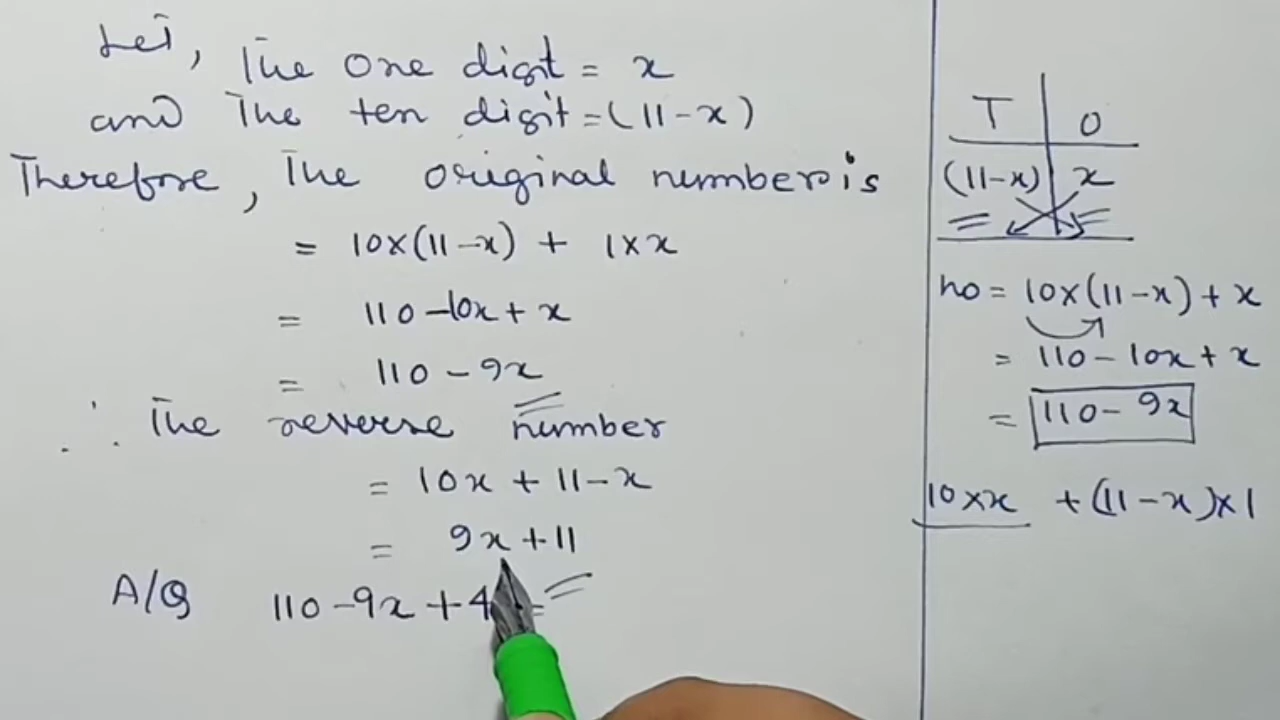 Let, The one digit = x
and The ten digit = (11-x)
Therefore, The original number is
= 10×(11-x) + 1×x
= 110-10x+x
= 110-9x
∴ The reverse number
= 10x + 11-x
= 9x+11
A/Q 110-9x+4 =
T O
(11-x) x
no = 10×(11-x)+x
= 110-10x+x
= 110-9x
10×x + (11-x)×1